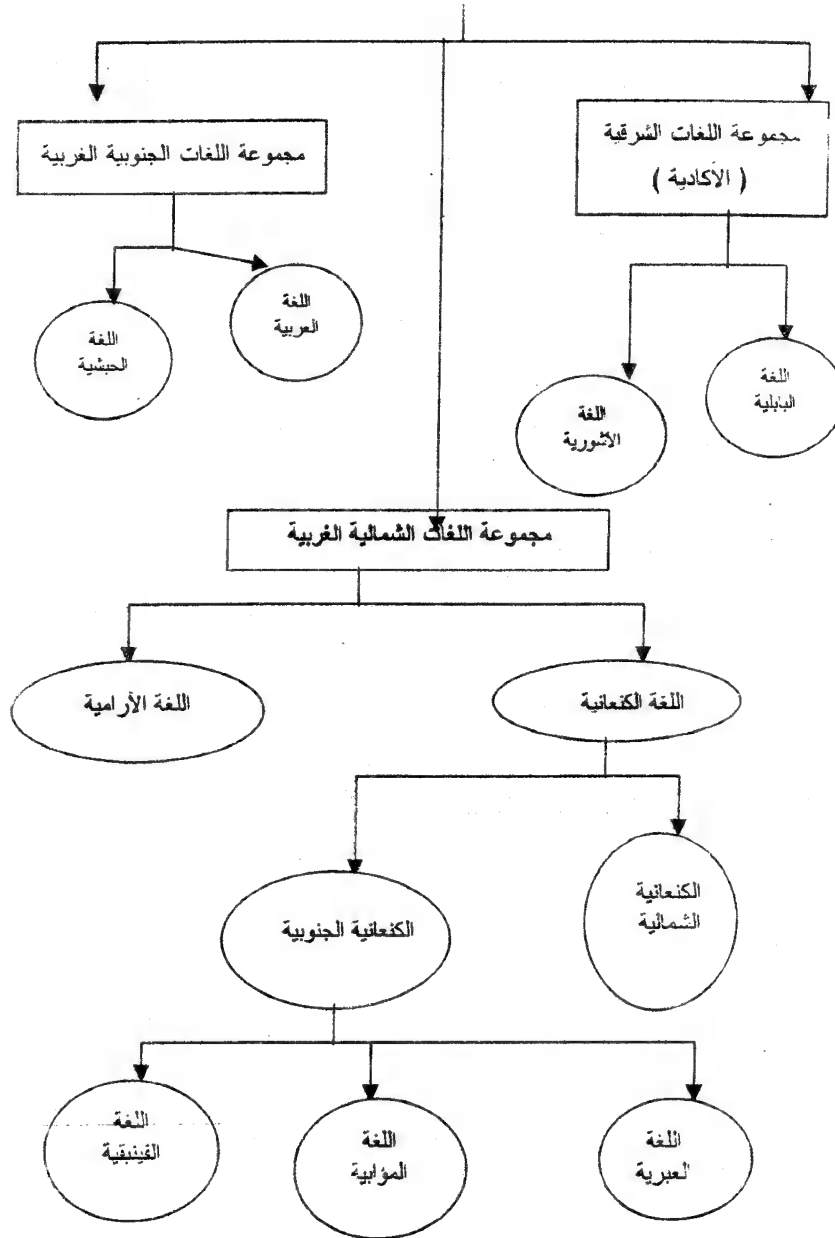 مجموعة اللغات الشرقية
( الأكادية )
مجموعة اللغات الجنوبية الغربية
اللغة
العربية
اللغة
الحبشية
اللغة
البابلية
اللغة
الأشورية
مجموعة اللغات الشمالية الغربية
اللغة الكنعانية
اللغة الأرامية
الكنعانية
الشمالية
الكنعانية الجنوبية
اللغة
العبرية
اللغة
المؤابية
اللغة
الفينيقية